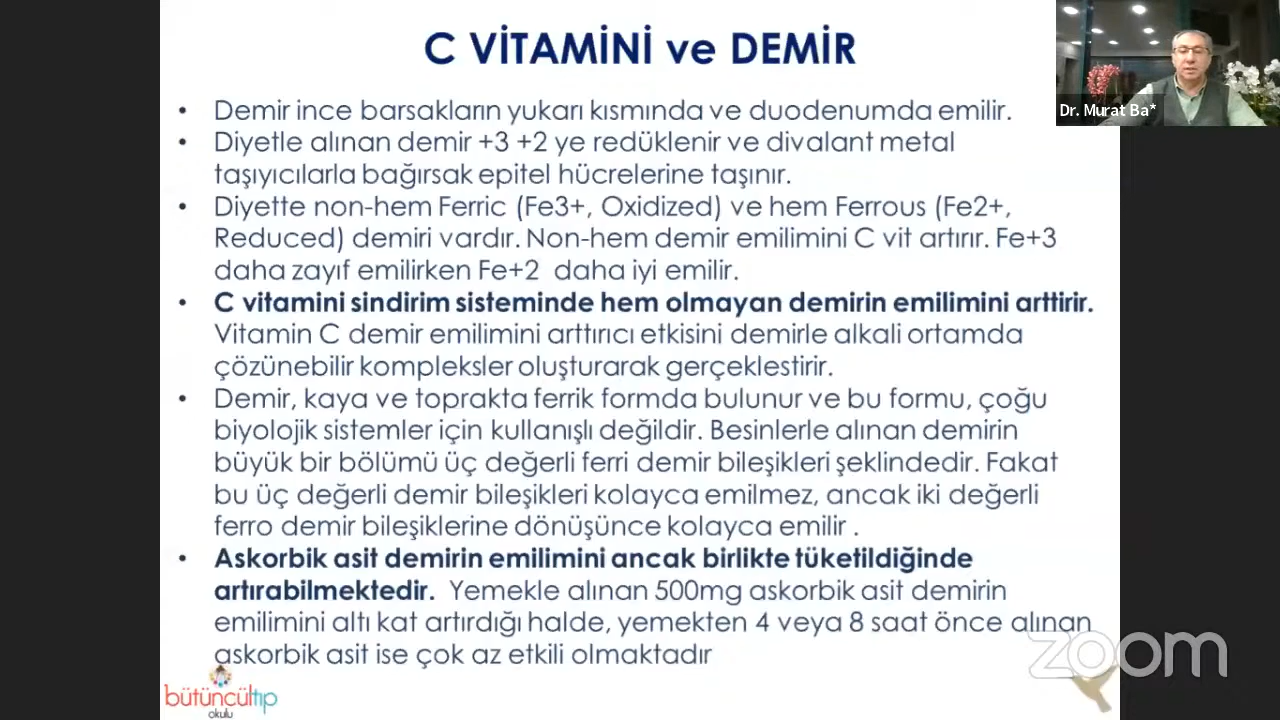 C VİTAMİNİ ve DEMİR
Dr. Murat Ba*
• Demir ince barsakların yukarı kısmında ve duodenumda emilir.
• Diyetle alınan demir +3 +2 ye redüklenir ve divalant metal
taşıyıcılarla bağırsak epitel hücrelerine taşınır.
• Diyette non-hem Ferric (Fe3+, Oxidized) ve hem Ferrous (Fe2+,
Reduced) demiri vardır. Non-hem demir emilimini C vit artırır. Fe+3
daha zayıf emilirken Fe+2 daha iyi emilir.
• C vitamini sindirim sisteminde hem olmayan demirin emilimini arttirir.
Vitamin C demir emilimini arttırıcı etkisini demirle alkali ortamda
çözünebilir kompleksler oluşturarak gerçeklestirir.
• Demir, kaya ve toprakta ferrik formda bulunur ve bu formu, çoğu
biyolojik sistemler için kullanışlı değildir. Besinlerle alınan demirin
büyük bir bölümü üç değerli ferri demir bileşikleri şeklindedir. Fakat
bu üç değerli demir bileşikleri kolayca emilmez, ancak iki değerli
ferro demir bileşiklerine dönüşünce kolayca emilir .
• Askorbik asit demirin emilimini ancak birlikte tüketildiğinde
artırabilmektedir. Yemekle alınan 500mg askorbik asit demirin
emilimini altı kat artırdığı halde, yemekten 4 veya 8 saat önce alınan
askorbik asit ise çok az etkili olmaktadır
zoom
bütüncültıp
okulu